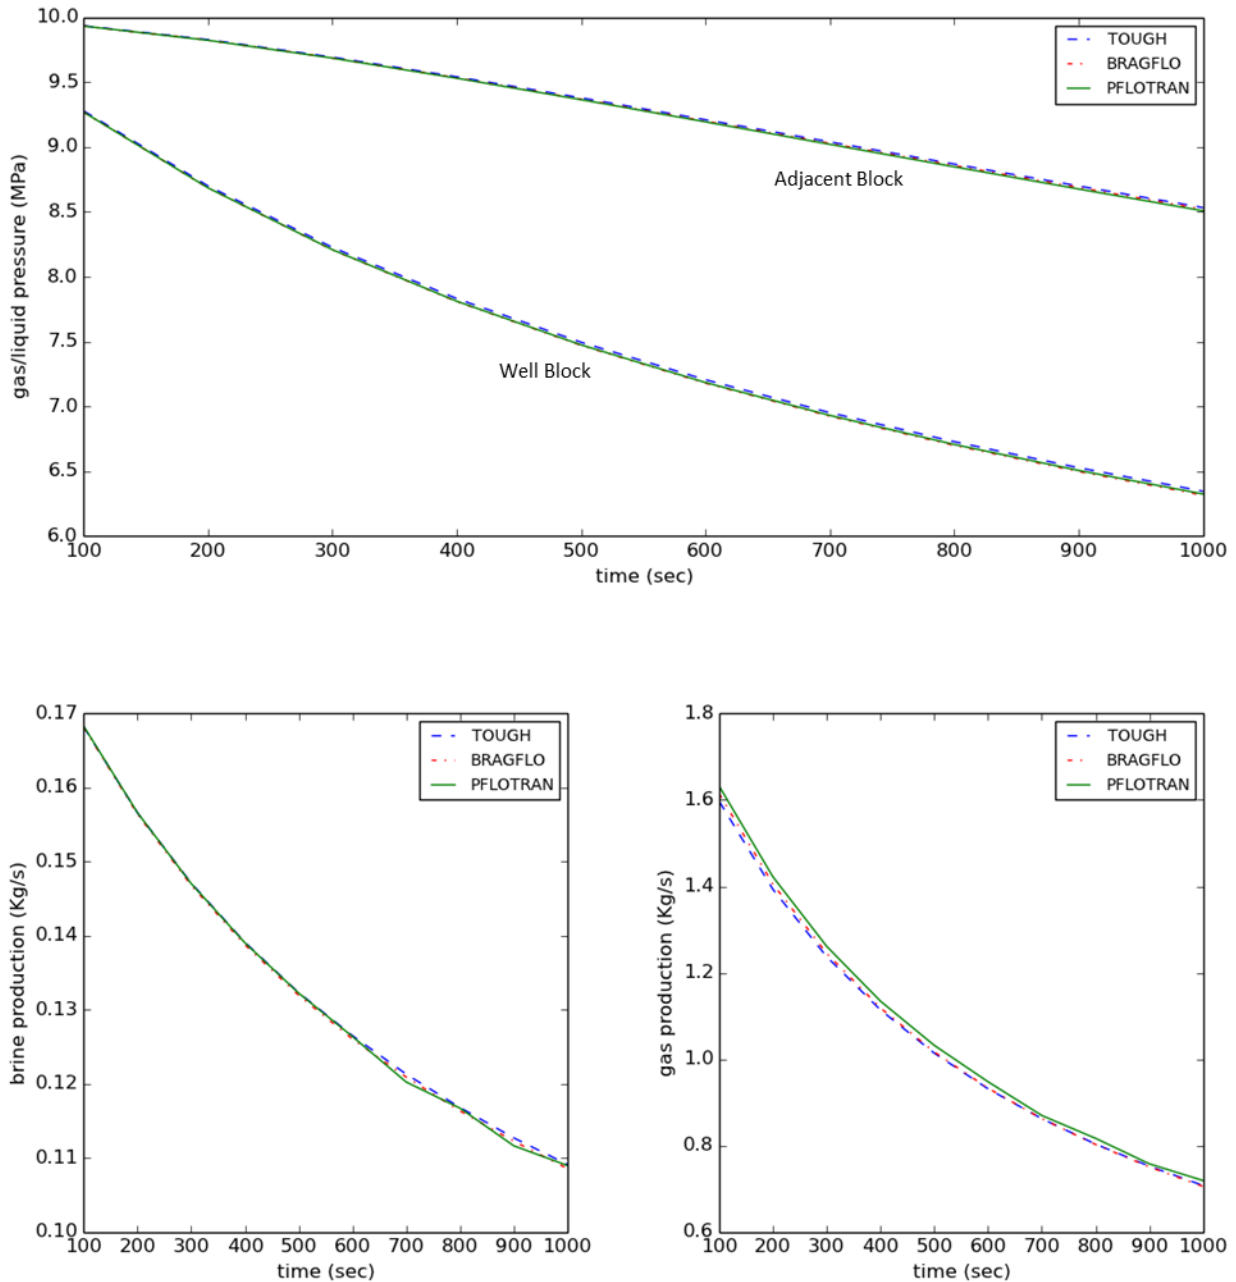 10.0
9.5
9.0
8.5
8.0
7.5
7.0
6.5
6.0
gas/liquid pressure (MPa)
TOUGH
BRAGFLO
PFLOTRAN
Adjacent Block
Well Block
100 200 300 400 500 600 700 800 900 1000
time (sec)
0.17
0.16
0.15
0.14
0.13
0.12
0.11
0.10
brine production (Kg/s)
TOUGH
BRAGFLO
PFLOTRAN
100 200 300 400 500 600 700 800 900 1000
time (sec)
1.8
1.6
1.4
1.2
1.0
0.8
0.6
gas production (Kg/s)
TOUGH
BRAGFLO
PFLOTRAN
100 200 300 400 500 600 700 800 900 1000
time (sec)